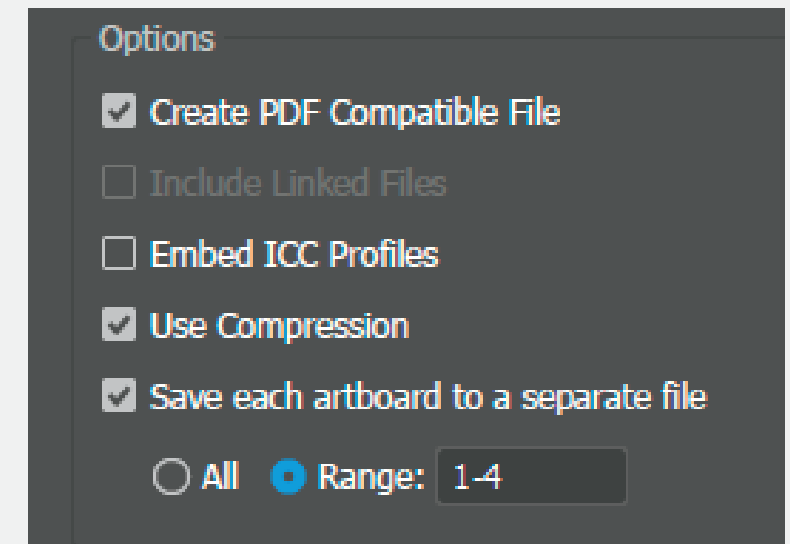 Options
Create PDF Compatible File
Include Linked Files
Embed ICC Profiles
Use Compression
Save each artboard to a separate file
All Range: 1-4